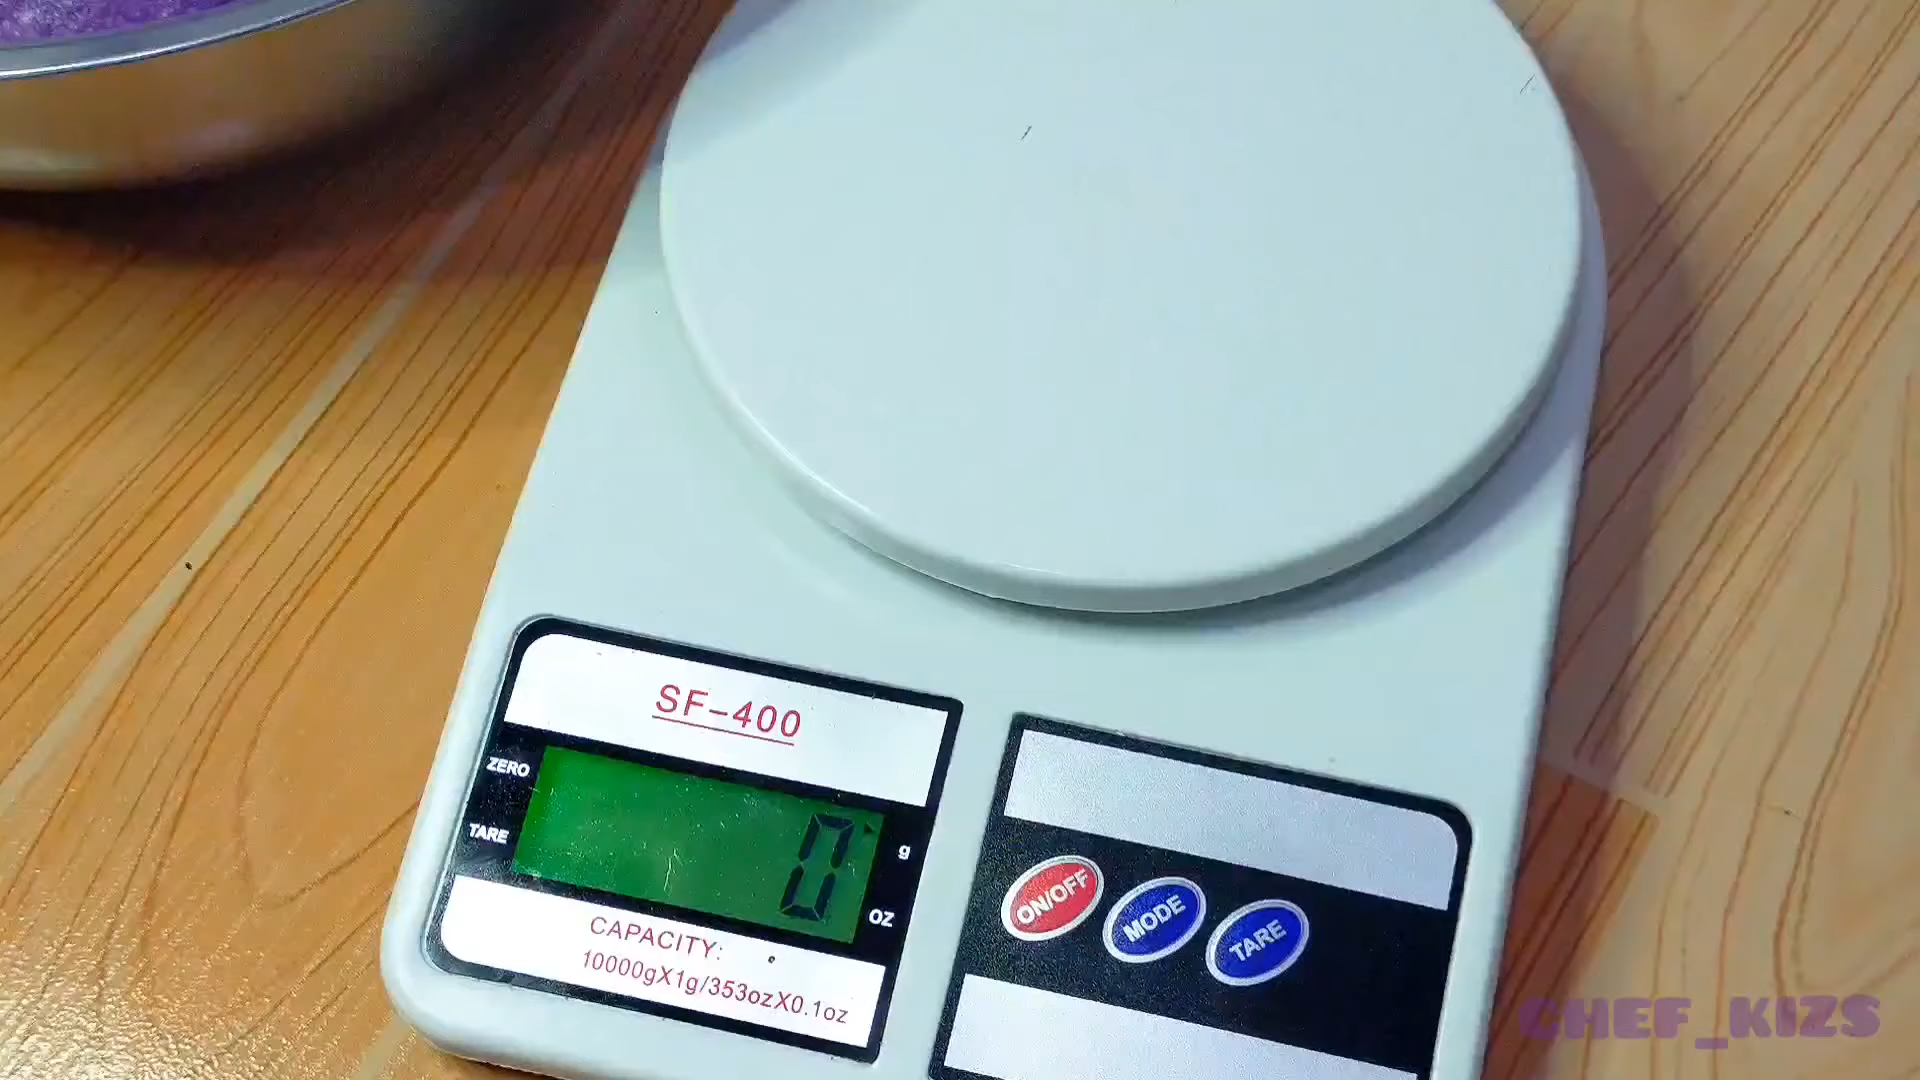 SF-400
ZERO
TARE
0
g
OZ
CAPACITY:
10000gX1g/353ozX0.1oz
ON/OFF
MODE
TARE
CHEF_KIZS